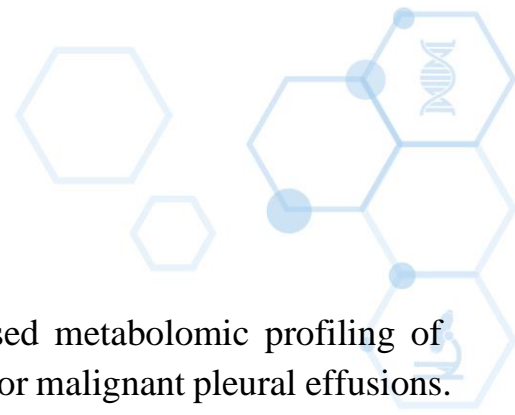 sed metabolomic profiling of
or malignant pleural effusions.